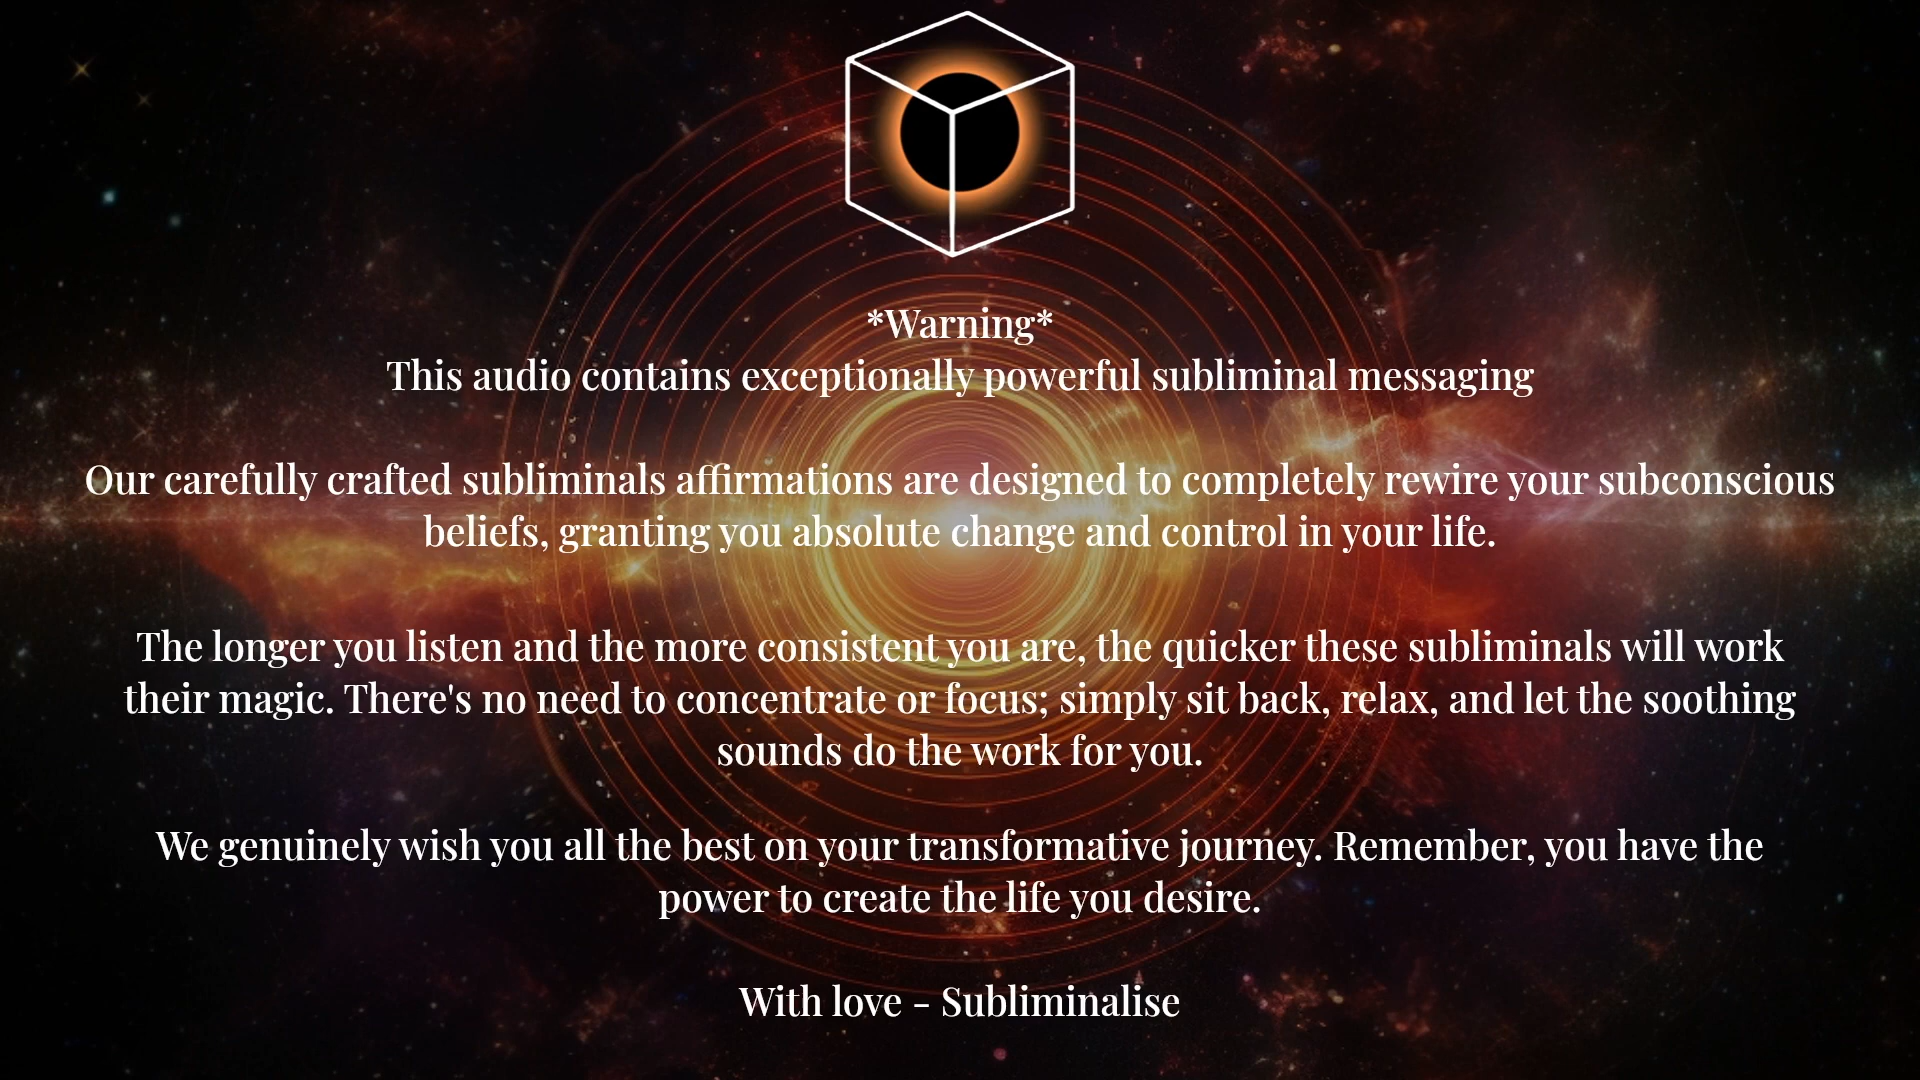 *Warning*
This audio contains exceptionally powerful subliminal messaging
Our carefully crafted subliminals affirmations are designed to completely rewire your subconscious
beliefs, granting you absolute change and control in your life.
The longer you listen and the more consistent you are, the quicker these subliminals will work
their magic. There's no need to concentrate or focus; simply sit back, relax, and let the soothing
sounds do the work for you.
We genuinely wish you all the best on your transformative journey. Remember, you have the
power to create the life you desire.
With love - Subliminalise